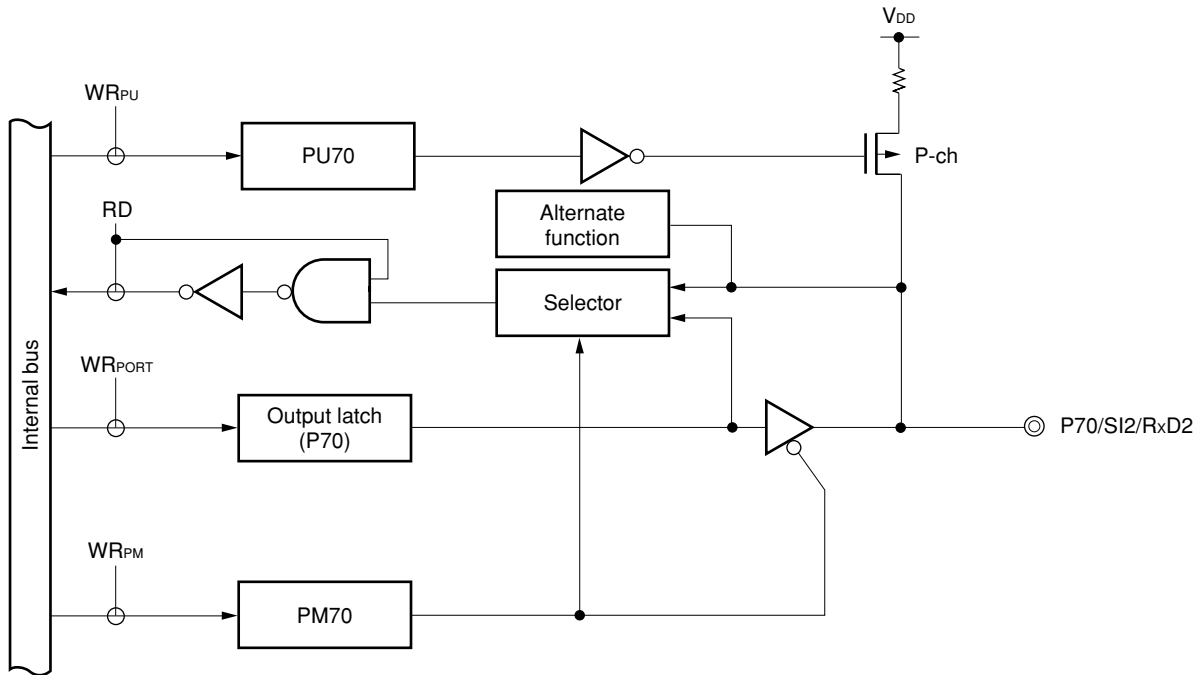 VDD
WRPU
PU70
P-ch
RD
Alternate
function
Selector
Internal bus
WRPORT
Output latch
(P70)
P70/SI2/RxD2
WRPM
PM70